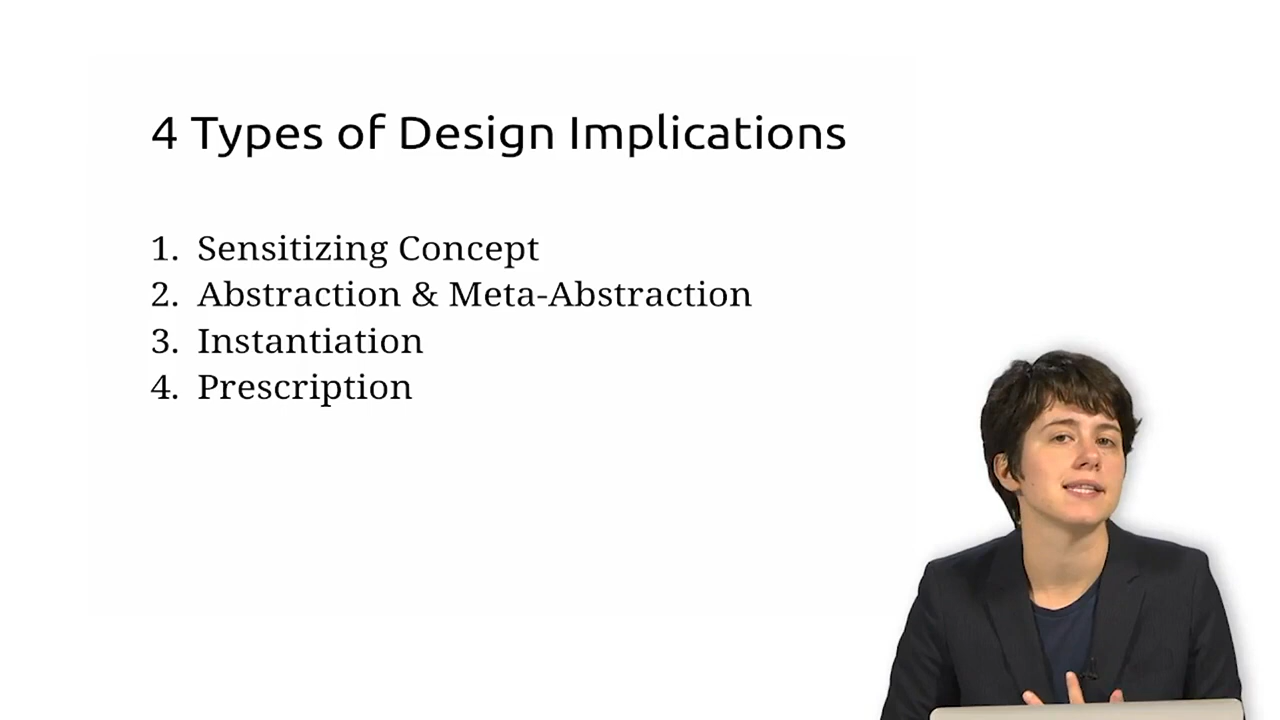 4 Types of Design Implications
1. Sensitizing Concept
2. Abstraction & Meta-Abstraction
3. Instantiation
4. Prescription